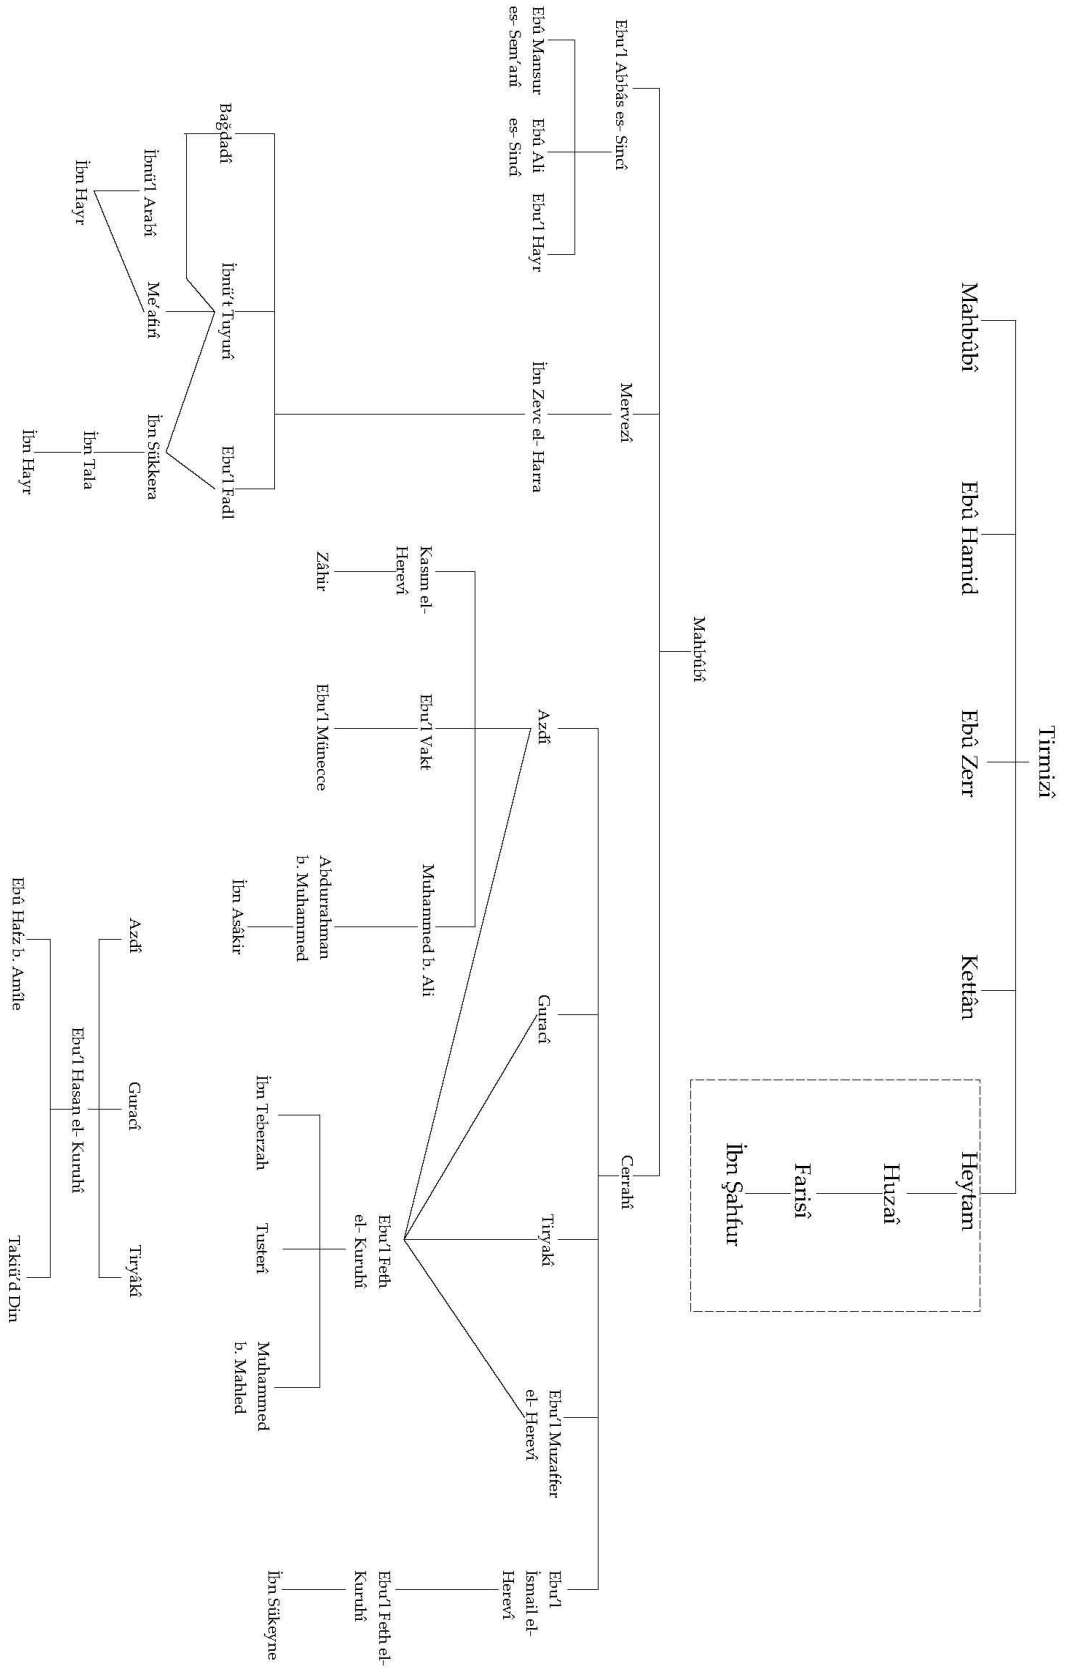 Tirmizî
Mahbûbî
Ebû Hamid
Ebû Zerr
Kettân
Heytam
Huzaî
Farisî
İbn Şahfur
Mahbûbî
Ebu'l Abbâs es- Sincî
Mervezî
Cerrahî
Ebû Mansur
es- Sem'anî
Ebû Ali
es- Sincî
Ebu'l Hayr
İbn Zevc el- Harra
Azdî
Guracî
Tiryakî
Ebu'l Muzaffer
el- Herevî
Ebu'l
İsmail el-
Herevî
Kasım el-
Herevî
Ebu'l Vakt
Muhammed b. Ali
Ebu'l Feth
el- Kuruhî
Ebu'l Feth el-
Kuruhî
Zâhir
Ebu'l Münecce
Abdurrahman
b. Muhammed
İbn Asâkir
İbn Teberzah
Tusterî
Muhammed
b. Mahled
İbn Sükeyne
Bağdadî
İbnü't Tuyurî
Ebu'l Fadl
İbnü'l Arabî
Me'afirî
İbn Sükkera
İbn Hayr
İbn Tala
İbn Hayr
Azdî
Guracî
Tiryâkî
Ebu'l Hasan el- Kuruhî
Ebû Hafz b. Amîle
Takiü'd Din